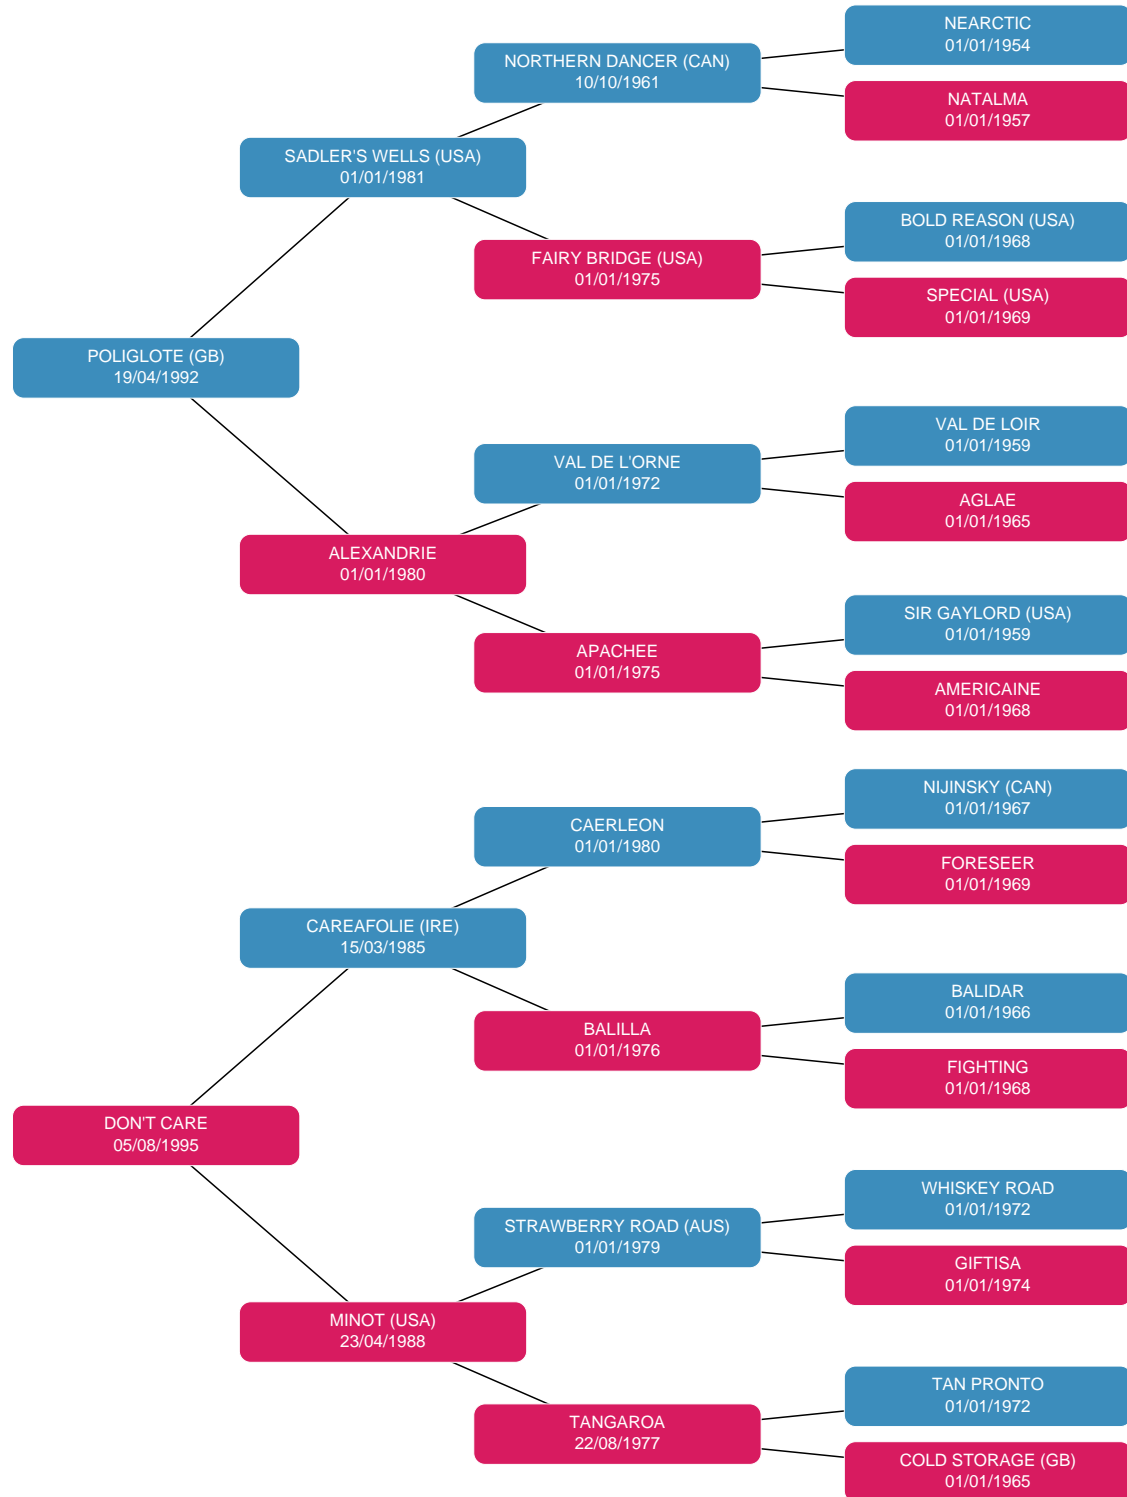 NEARCTIC
01/01/1954
NORTHERN DANCER (CAN)
10/10/1961
NATALMA
01/01/1957
SADLER'S WELLS (USA)
01/01/1981
BOLD REASON (USA)
01/01/1968
FAIRY BRIDGE (USA)
01/01/1975
SPECIAL (USA)
01/01/1969
POLIGLOTE (GB)
19/04/1992
VAL DE LOIR
01/01/1959
VAL DE L'ORNE
01/01/1972
AGLAE
01/01/1965
ALEXANDRIE
01/01/1980
SIR GAYLORD (USA)
01/01/1959
APACHEE
01/01/1975
AMERICAINE
01/01/1968
NIJINSKY (CAN)
01/01/1967
CAERLEON
01/01/1980
FORESEER
01/01/1969
CAREAFOLIE (IRE)
15/03/1985
BALIDAR
01/01/1966
BALILLA
01/01/1976
FIGHTING
01/01/1968
DON'T CARE
05/08/1995
WHISKEY ROAD
01/01/1972
STRAWBERRY ROAD (AUS)
01/01/1979
GIFTISA
01/01/1974
MINOT (USA)
23/04/1988
TAN PRONTO
01/01/1972
TANGAROA
22/08/1977
COLD STORAGE (GB)
01/01/1965